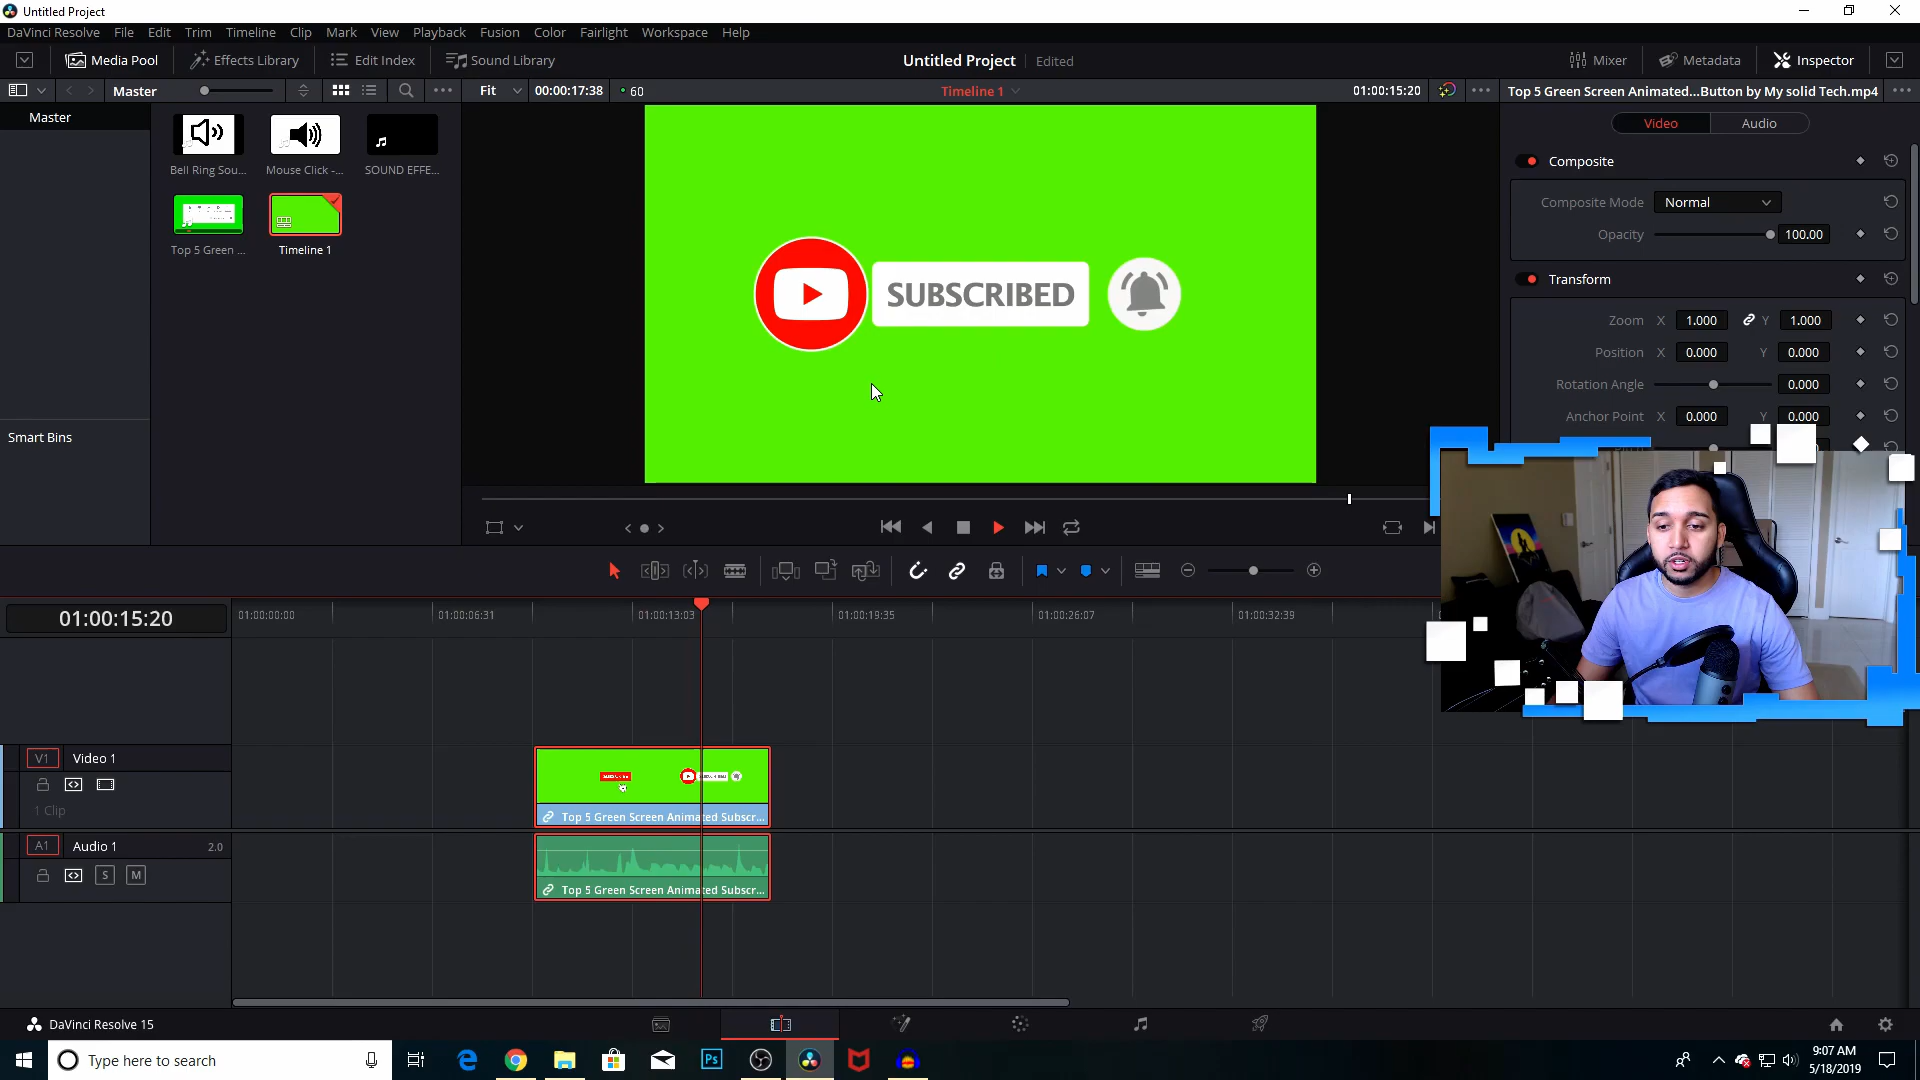 Untitled Project
DaVinci Resolve File Edit Trim Timeline Clip Mark View Playback Fusion Color Fairlight Workspace Help
Media Pool Effects Library Edit Index Sound Library Untitled Project Edited Mixer Metadata Inspector
Master Fit 00:00:17:38 60 Timeline 1 01:00:15:20 Top 5 Green Screen Animated...Button by My solid Tech.mp4
Master
Video Audio
Bell Ring Sou... Mouse Click -... SOUND EFFE...
Composite
Composite Mode Normal
Opacity 100.00
Top 5 Green ... Timeline 1
Transform
SUBSCRIBED
Zoom X 1.000 Y 1.000
Position X 0.000 Y 0.000
Rotation Angle 0.000
Anchor Point X 0.000 Y 0.000
Smart Bins
01:00:15:20 01:00:00:00 01:00:06:31 01:00:13:03 01:00:19:35 01:00:26:07 01:00:32:39
V1 Video 1
1 Clip
Top 5 Green Screen Animated Subscr...
A1 Audio 1 2.0
S M
Top 5 Green Screen Animated Subscr...
DaVinci Resolve 15
Type here to search
Ps
9:07 AM
5/18/2019